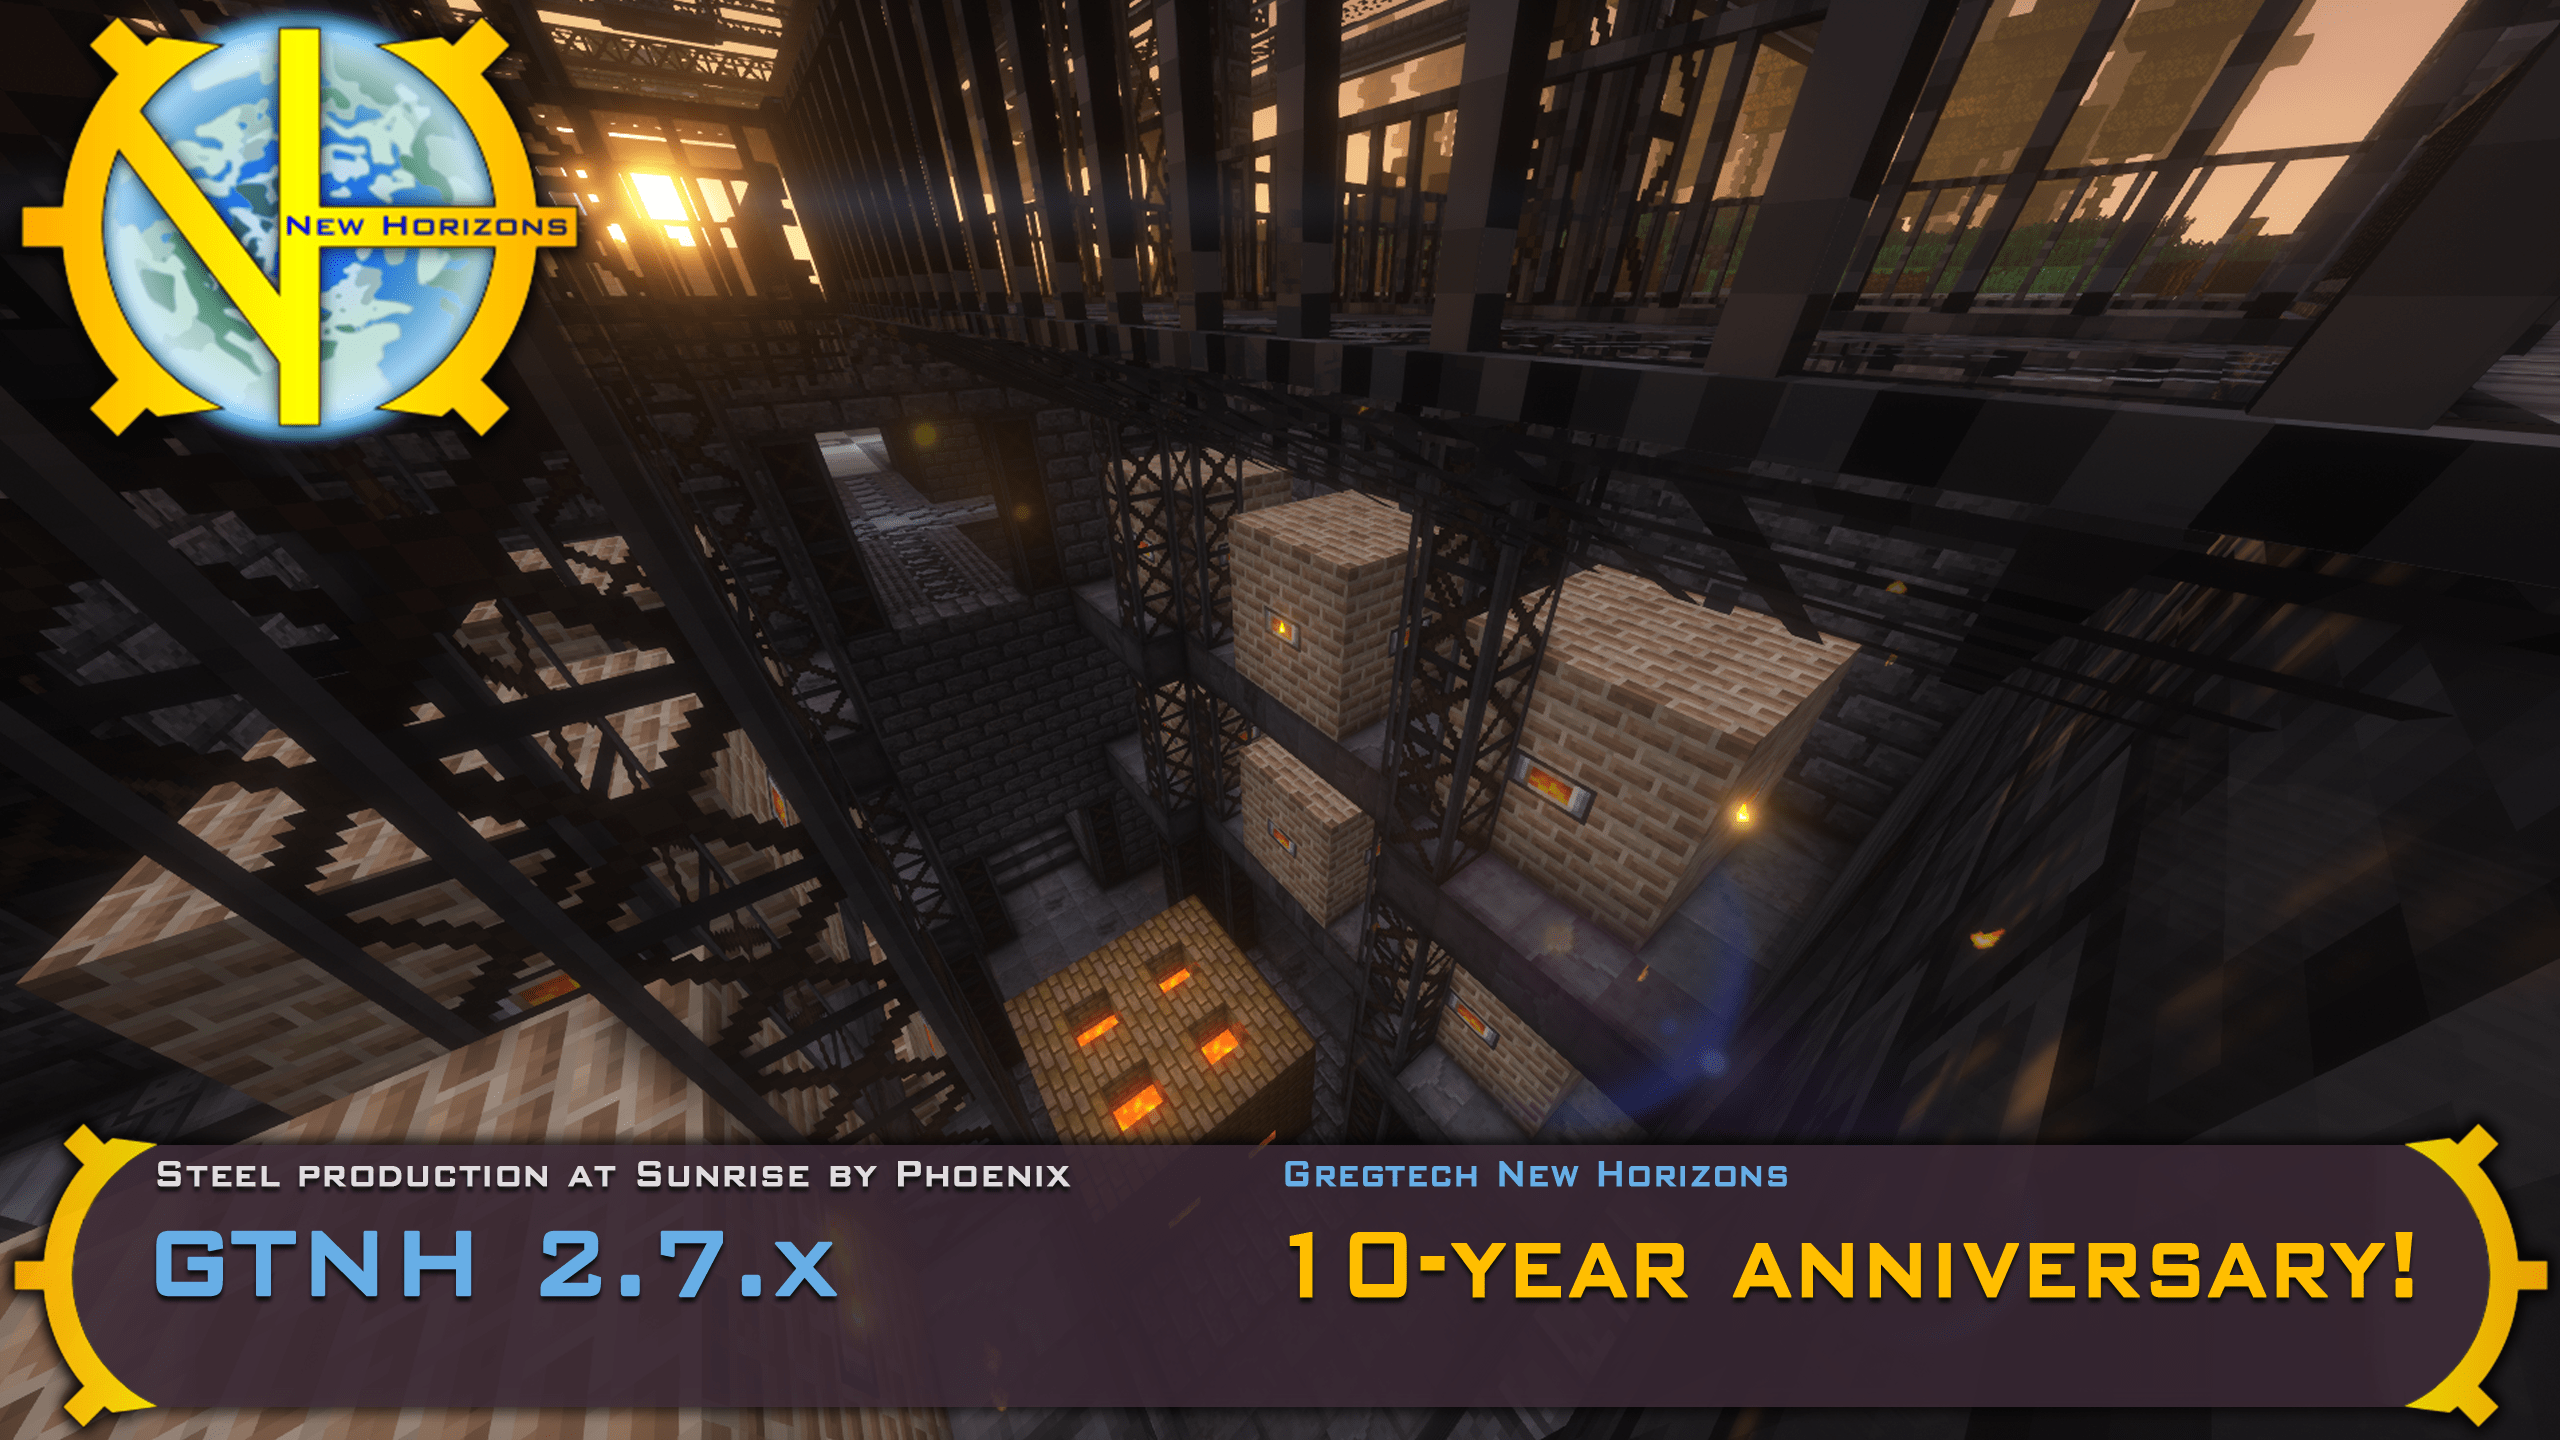 New Horizons
Steel production at Sunrise by Phoenix
GTNH 2.7.x
Gregtech New Horizons
10-year anniversary!